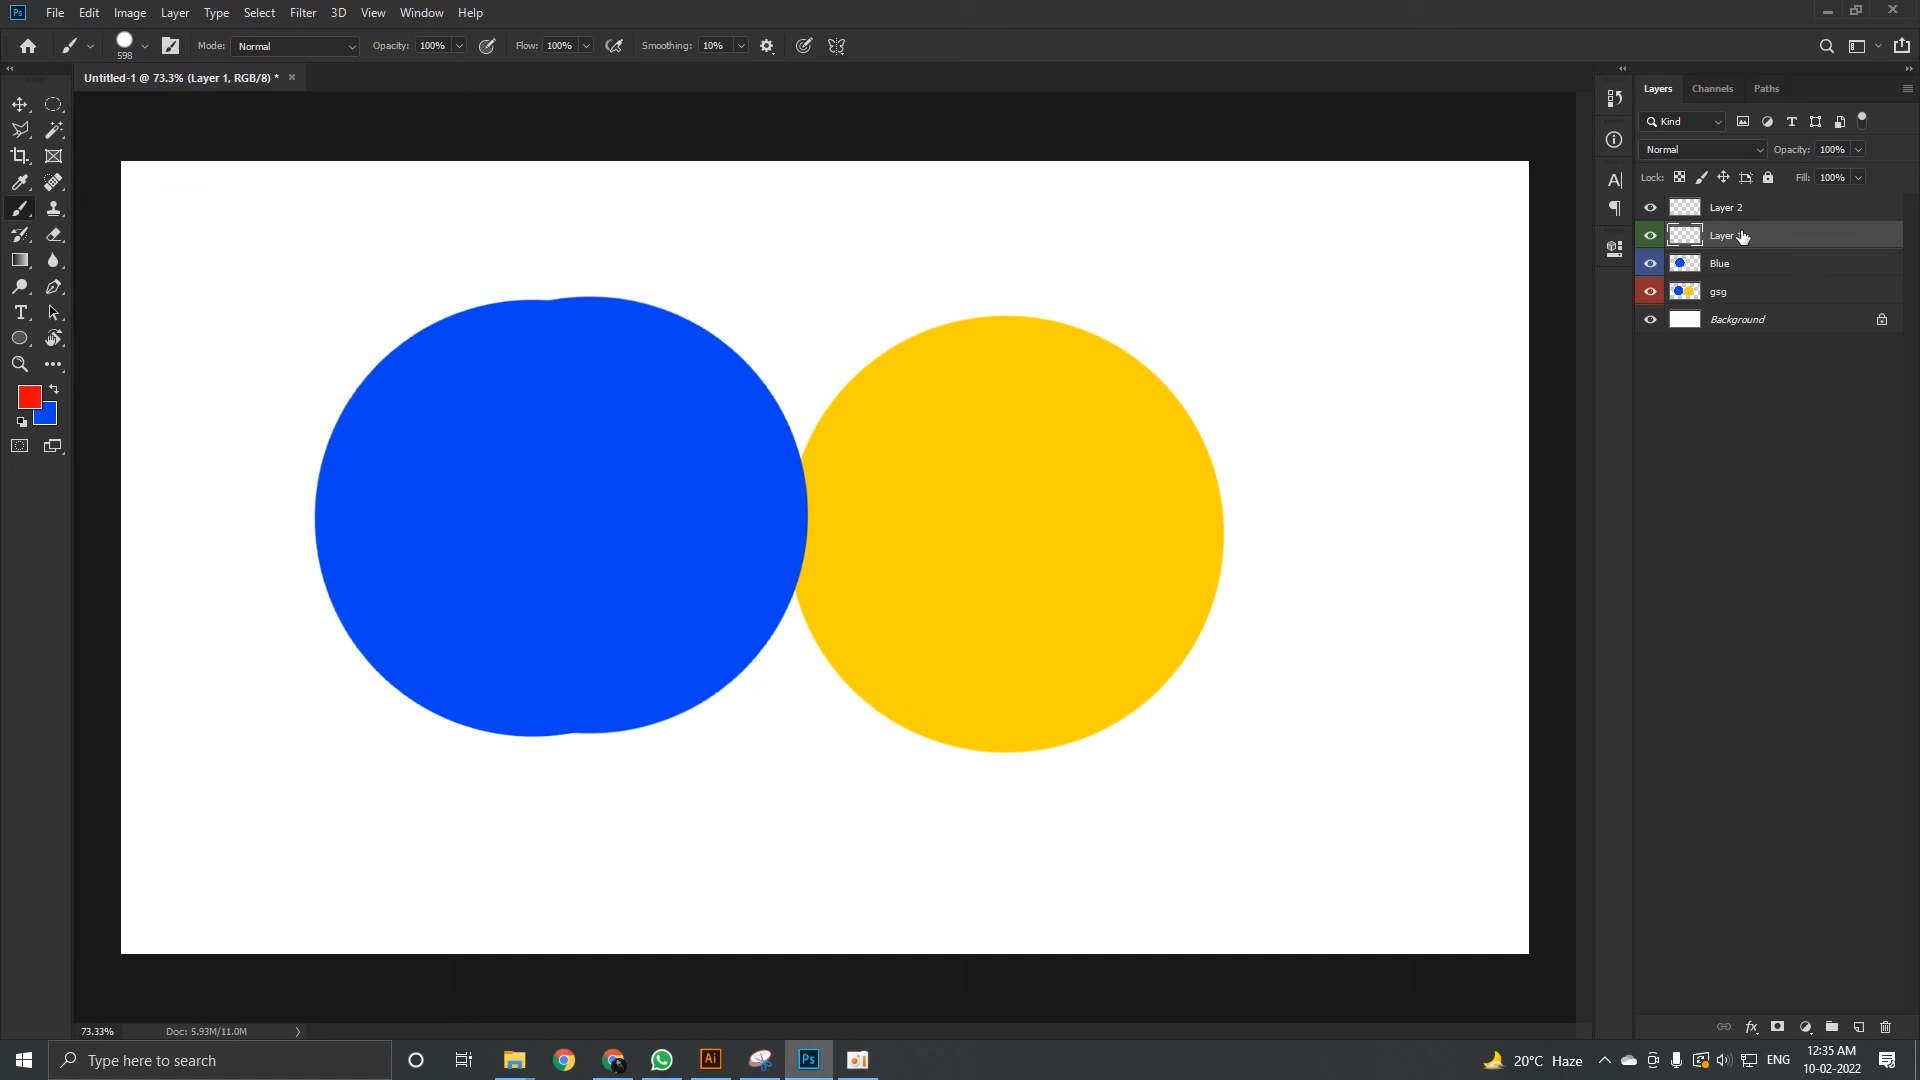 Ps File Edit Image Layer Type Select Filter 3D View Window Help
598 Mode: Normal Opacity: 100% Flow: 100% Smoothing: 10%
Untitled-1 @ 73.3% (Layer 1, RGB/8) *
Layers Channels Paths
Kind
Normal Opacity: 100%
Lock: Fill: 100%
Layer 2
Layer
Blue
gsg
Background
73.33% Doc: 5.93M/11.0M
Type here to search Ai Ps 20°C Haze ENG 12:35 AM
10-02-2022